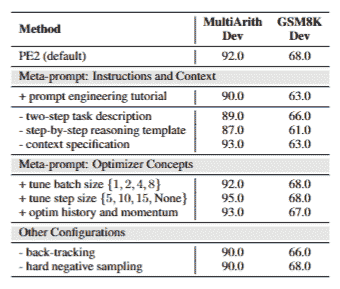 Method MultiArith Dev GSM8K Dev
PE2 (default) 92.0 68.0
Meta-prompt: Instructions and Context
+ prompt engineering tutorial 90.0 63.0
- two-step task description 89.0 66.0
- step-by-step reasoning template 87.0 61.0
- context specification 93.0 63.0
Meta-prompt: Optimizer Concepts
+ tune batch size {1, 2, 4, 8} 92.0 68.0
+ tune step size {5, 10, 15, None} 95.0 68.0
+ optim history and momentum 93.0 67.0
Other Configurations
- back-tracking 90.0 66.0
- hard negative sampling 90.0 68.0